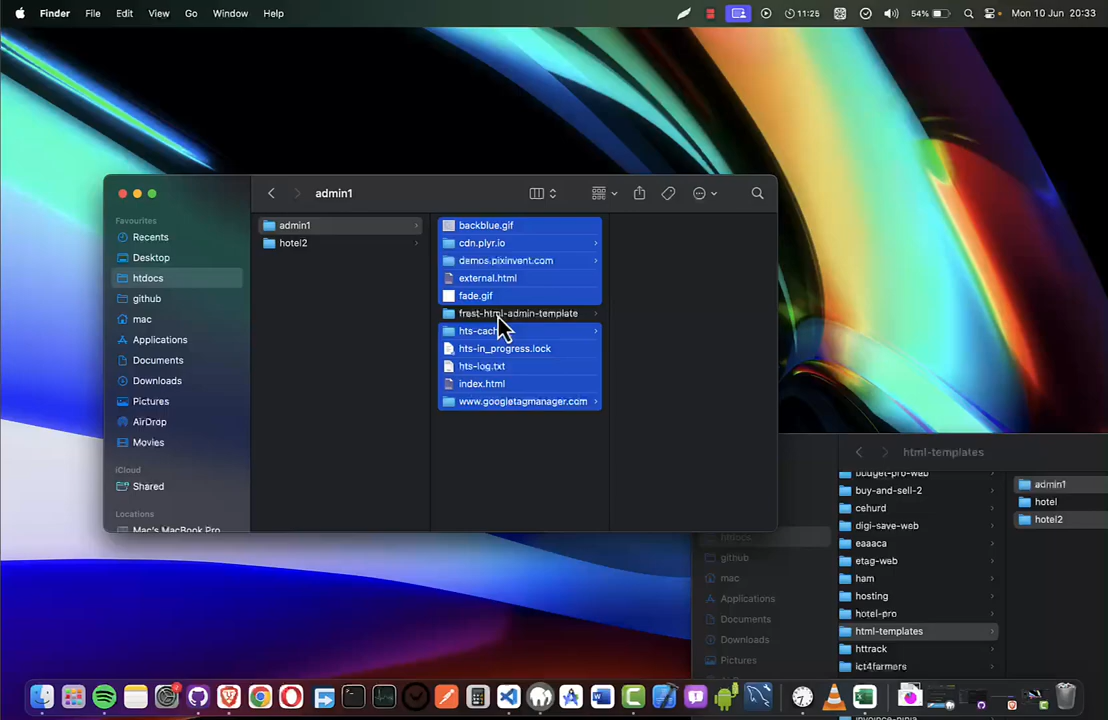 Finder File Edit View Go Window Help 11:25 54% Mon 10 Jun 20:33
admin1
Favourites
Recents
Desktop
htdocs
github
mac
Applications
Documents
Downloads
Pictures
AirDrop
Movies
iCloud
Shared
Locations
Mac's MacBook Pro
admin1
hotel2
backblue.gif
cdn.plyr.io
demos.pixinvent.com
external.html
fade.gif
frest-html-admin-template
hts-cach
hts-in_progress.lock
hts-log.txt
index.html
www.googletagmanager.com
html-templates
htdocs
github
mac
Applications
Documents
Downloads
Pictures
budget-pro-web
buy-and-sell-2
cehurd
digi-save-web
eaaaca
etag-web
ham
hosting
hotel-pro
html-templates
httrack
ict4farmers
admin1
hotel
hotel2